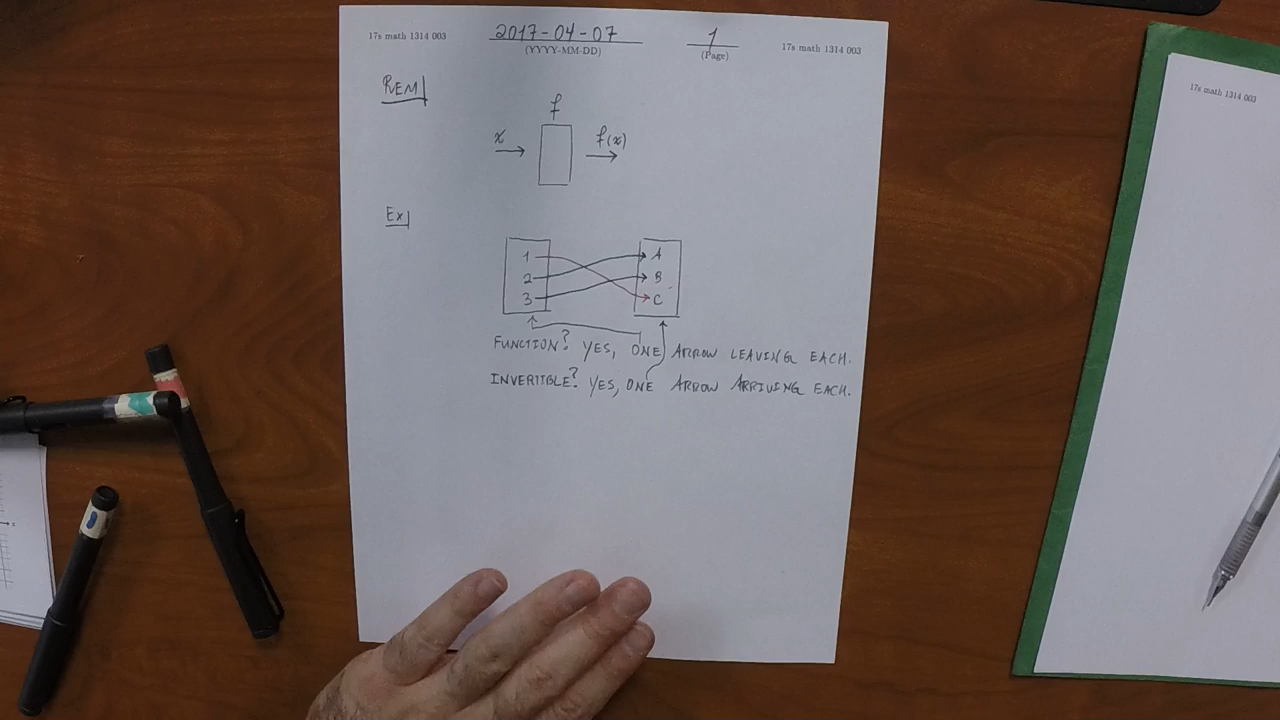 17s math 1314 003 2017-04-07 1 17s math 1314 003
(YYYY-MM-DD) (Page)
REM
f
x f(x)
Ex
1 A
2 B
3 C
FUNCTION? YES, ONE ARROW LEAVING EACH.
INVERTIBLE? YES, ONE ARROW ARRIVING EACH.
17s math 1314 003
x